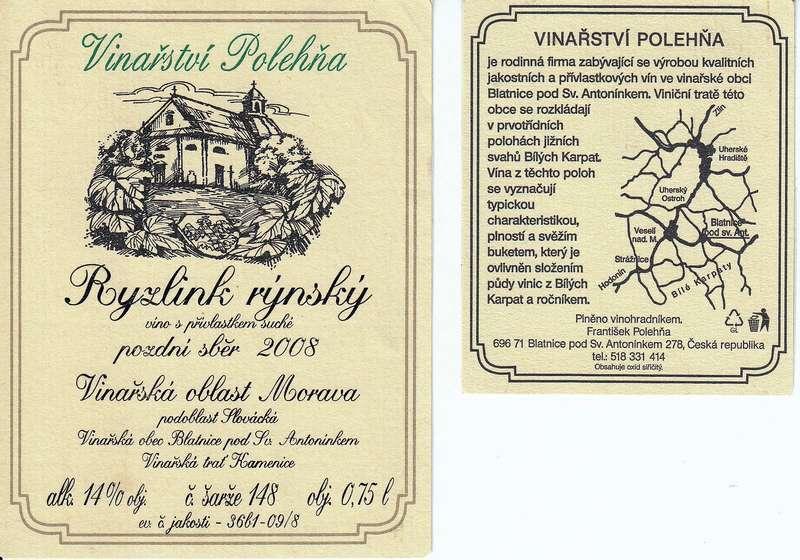 Vinařství Polehňa
Ryzlink rýnský
víno s přívlastkem suché
pozdní sběr 2008
Vinařská oblast Morava
podoblast Slovácká
Vinařská obec Blatnice pod Sv. Antonínkem
Vinařská trať Kamenice
alk. 14% obj. č. šarže 148 obj. 0,75 l
ev. č. jakosti - 36b1-09/8
VINAŘSTVÍ POLEHŇA
je rodinná firma zabývající se výrobou kvalitních
jakostních a přívlastkových vín ve vinařské obci
Blatnice pod Sv. Antonínkem. Viniční tratě této
obce se rozkládají
v prvotřídních
polohách jižních
svahů Bílých Karpat.
Vína z těchto poloh
se vyznačují
typickou
charakteristikou,
plností a svěžím
buketem, který je
ovlivněn složením
půdy vinic z Bílých
Karpat a ročníkem.
Zlín
Uherské
Hradiště
Uherský
Ostroh
Blatnice
pod sv. Ant.
Veselí
nad. M.
Strážnice
Hodonín
Bílé Karpaty
GL
Plněno vinohradníkem.
František Polehňa
696 71 Blatnice pod Sv. Antonínkem 278, Česká republika
tel.: 518 331 414
Obsahuje oxid siřičitý.